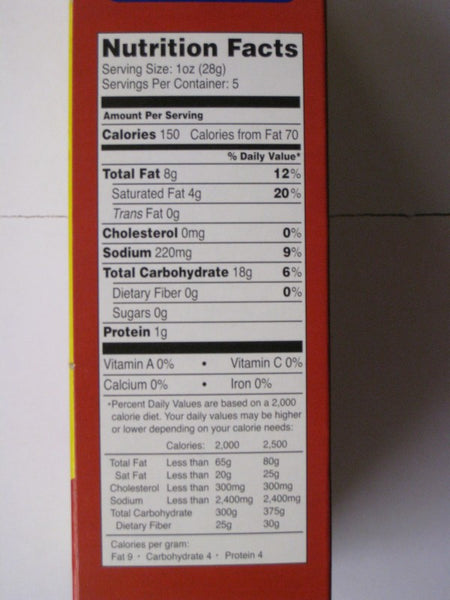 Nutrition Facts
Serving Size: 1oz (28g)
Servings Per Container: 5
Amount Per Serving
Calories 150 Calories from Fat 70
% Daily Value*
Total Fat 8g 12%
Saturated Fat 4g 20%
Trans Fat 0g
Cholesterol 0mg 0%
Sodium 220mg 9%
Total Carbohydrate 18g 6%
Dietary Fiber 0g 0%
Sugars 0g
Protein 1g
Vitamin A 0% • Vitamin C 0%
Calcium 0% • Iron 0%
*Percent Daily Values are based on a 2,000
calorie diet. Your daily values may be higher
or lower depending on your calorie needs:
Calories: 2,000 2,500
Total Fat Less than 65g 80g
Sat Fat Less than 20g 25g
Cholesterol Less than 300mg 300mg
Sodium Less than 2,400mg 2,400mg
Total Carbohydrate 300g 375g
Dietary Fiber 25g 30g
Calories per gram:
Fat 9 · Carbohydrate 4 · Protein 4